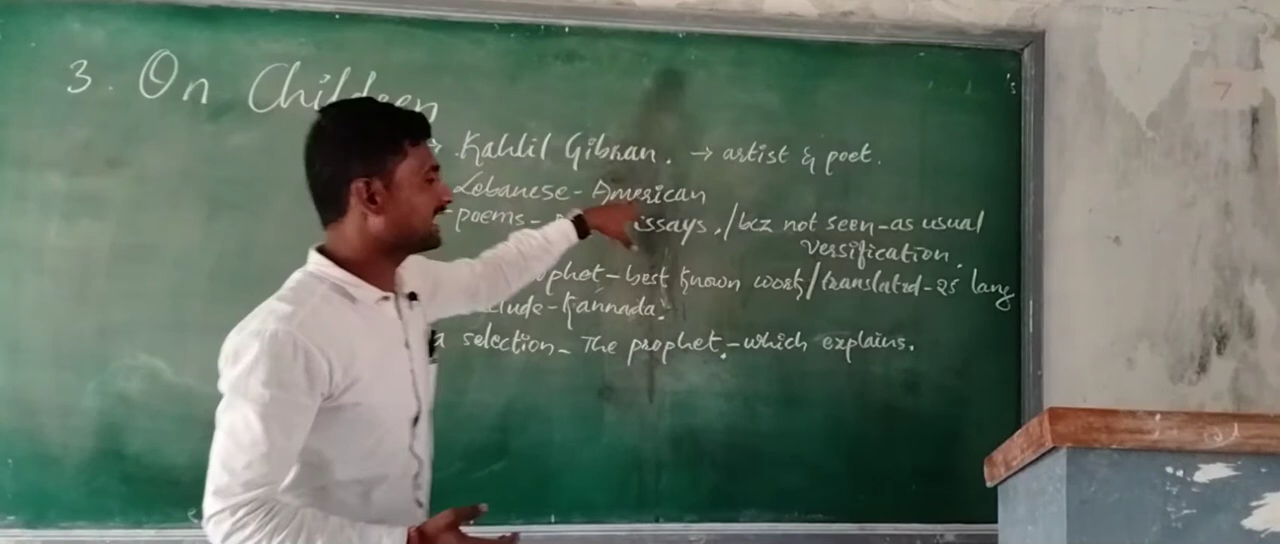 3. On Children
→ Kahlil Gibran. → artist & poet.
Lebanese - American
- poems - issays, / bcz not seen - as usual
versification.
phet - best known work / translated - 25 lang
lude - Kannada.
a selection - The prophet. - which explains.
7